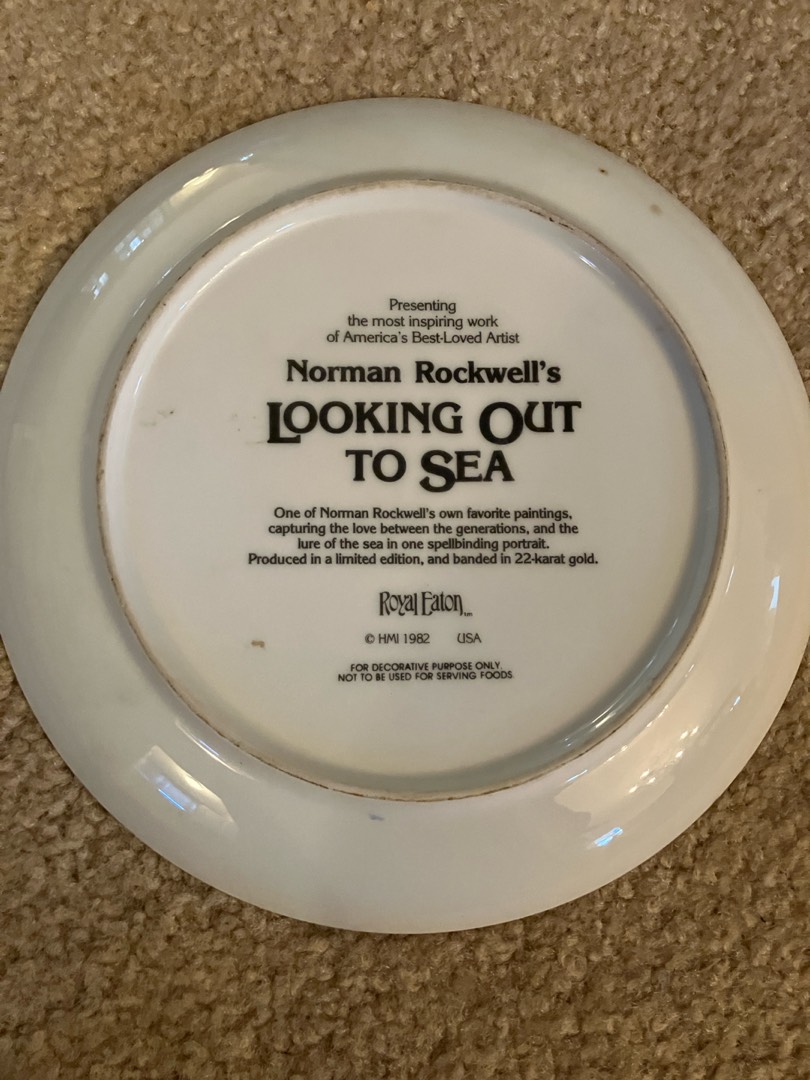 Presenting
the most inspiring work
of America's Best-Loved Artist
Norman Rockwell's
LOOKING OUT
TO SEA
One of Norman Rockwell's own favorite paintings,
capturing the love between the generations, and the
lure of the sea in one spellbinding portrait.
Produced in a limited edition, and banded in 22-karat gold.
Royal Eaton™
© HMI 1982 USA
FOR DECORATIVE PURPOSE ONLY.
NOT TO BE USED FOR SERVING FOODS